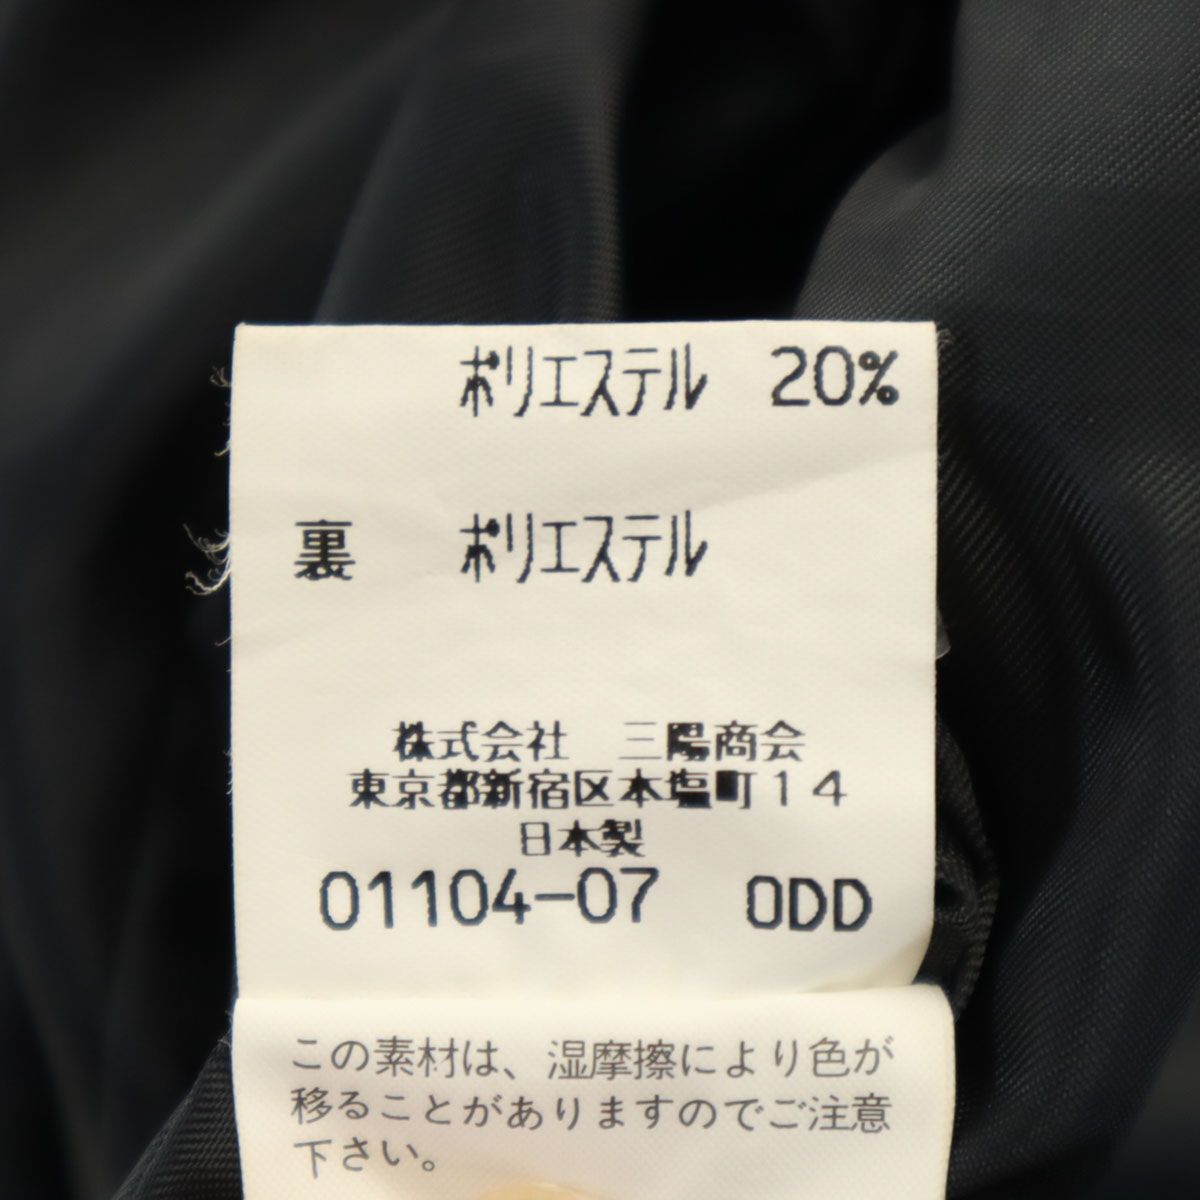 ポリエステル 20%
裏 ポリエステル
株式会社 三陽商会
東京都新宿区本塩町14
日本製
01104-07 0DD
この素材は、湿摩擦により色が
移ることがありますのでご注意
下さい。